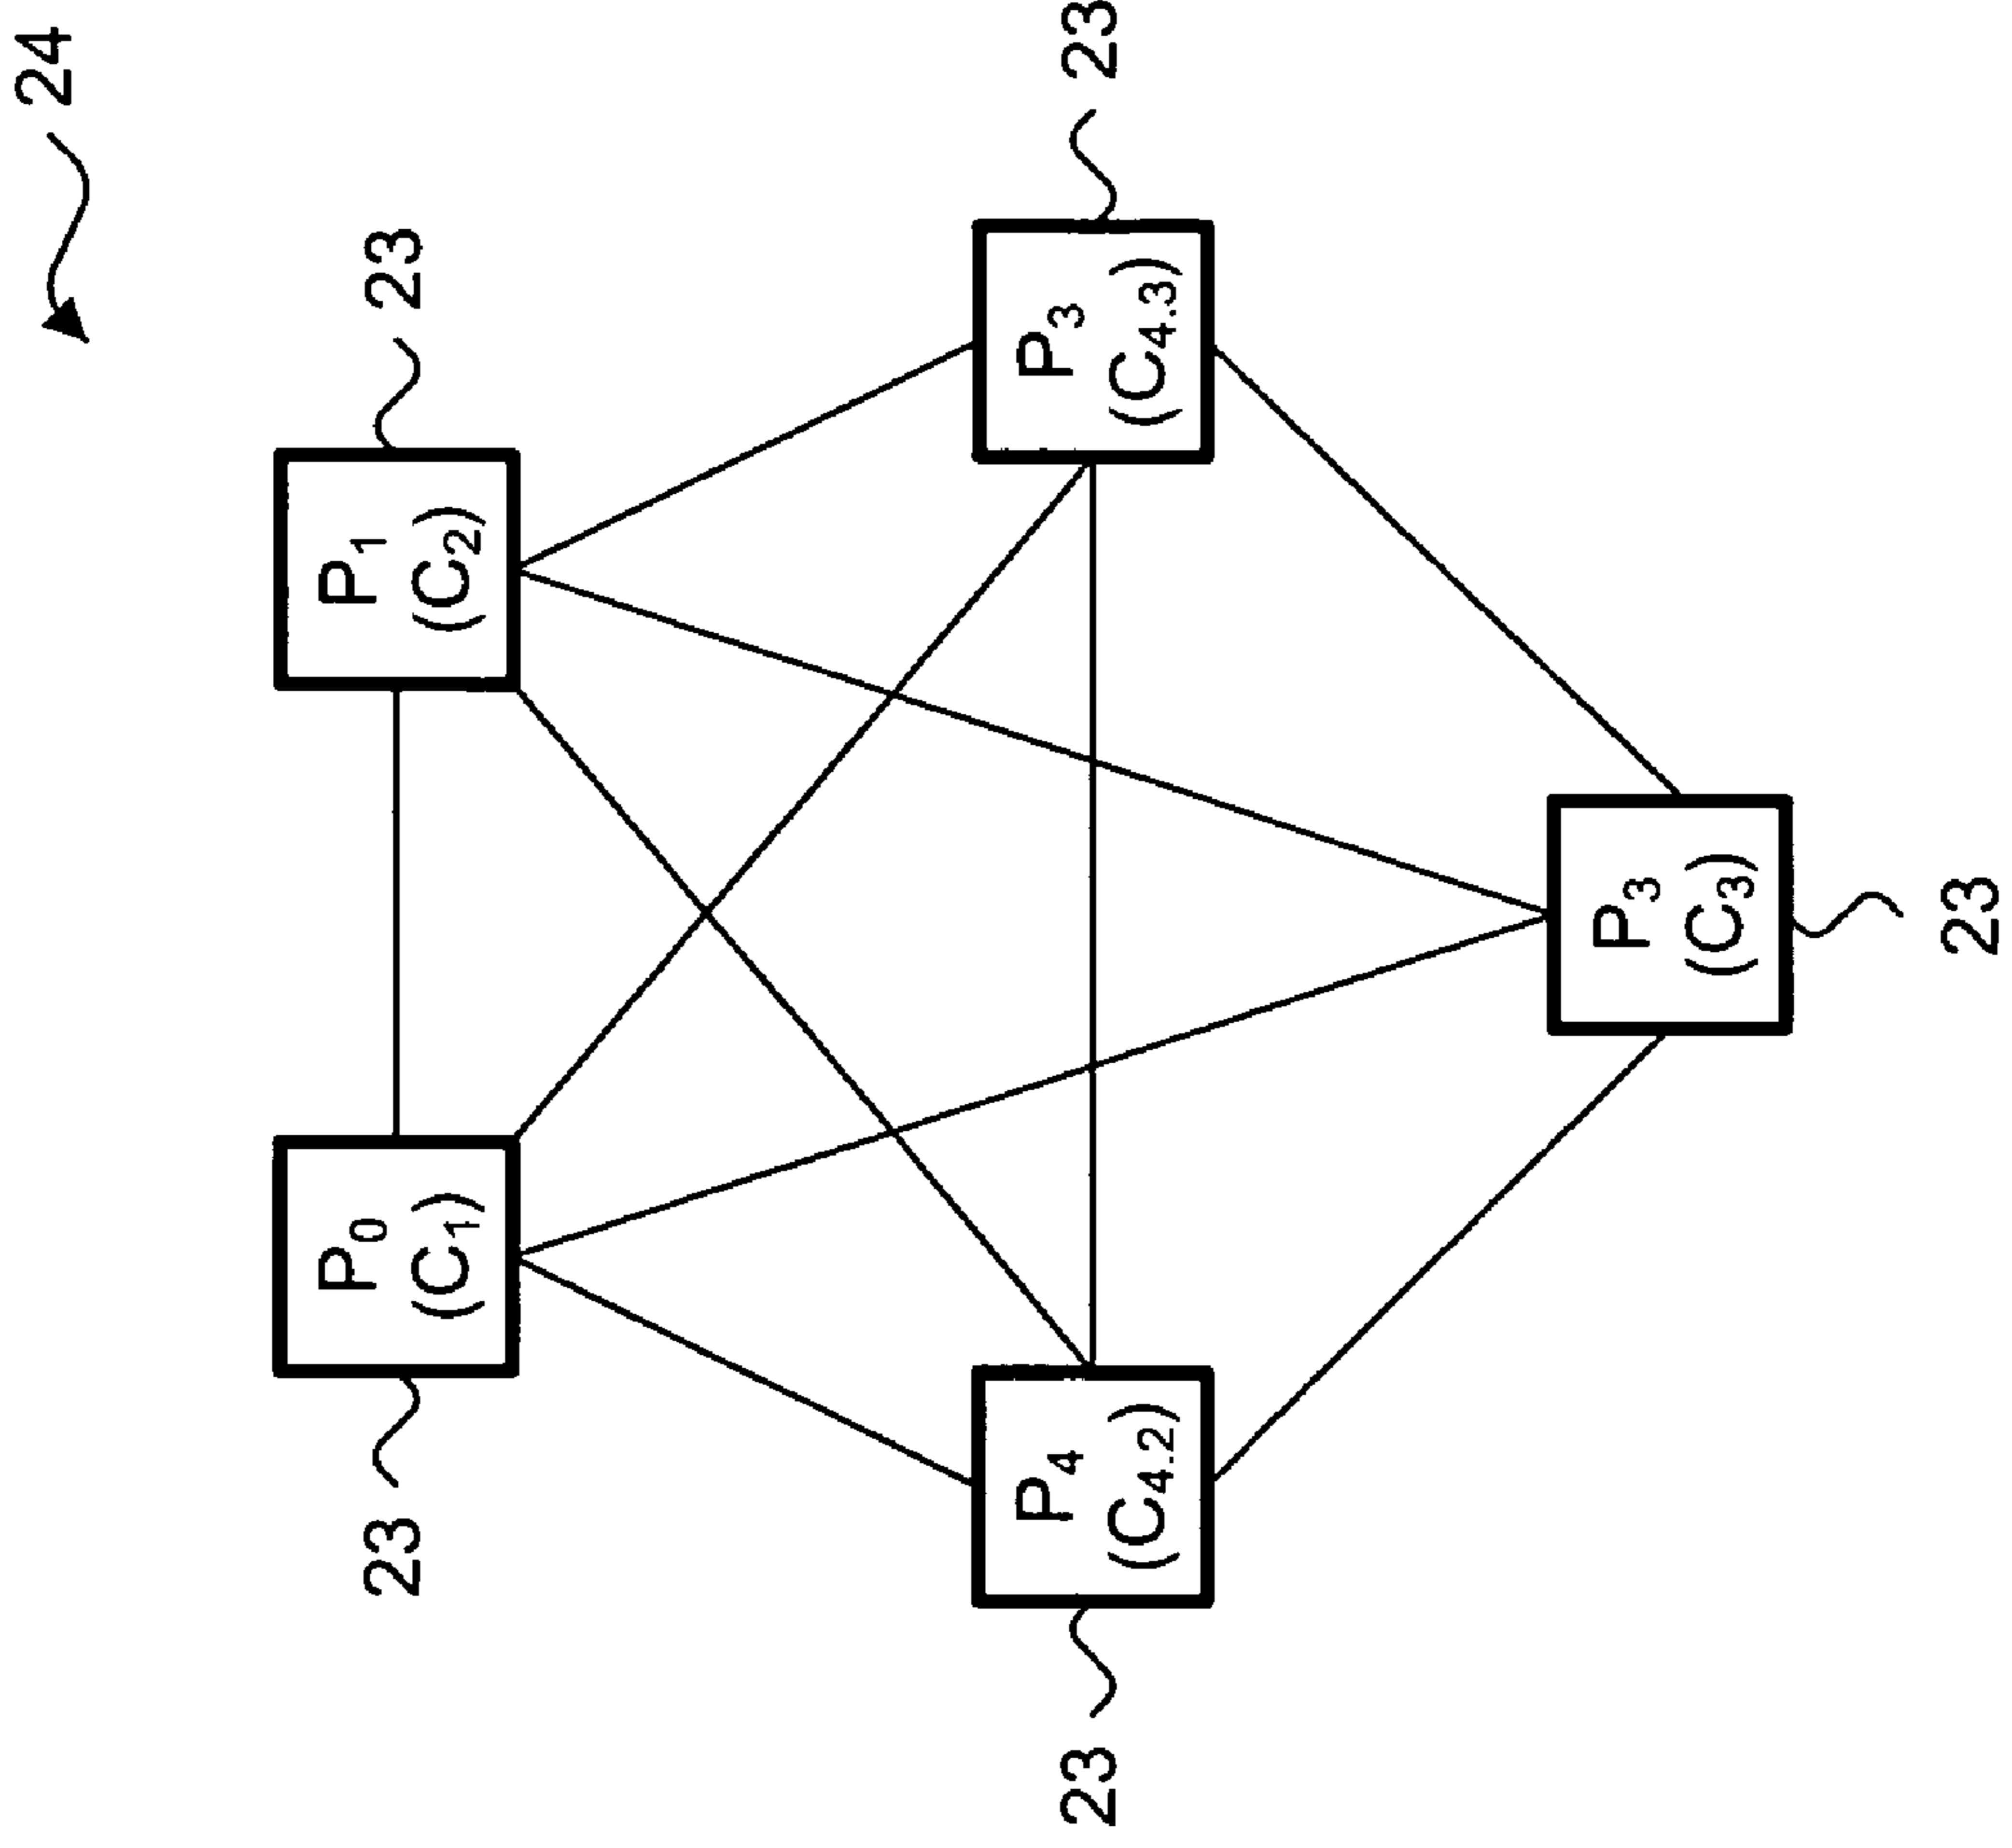 24
23
P⁰
(C₁)
P¹
(C₂)
23
23
P⁴
(C₄.₂)
P³
(C₄.₃)
23
P³
(C₃)
23